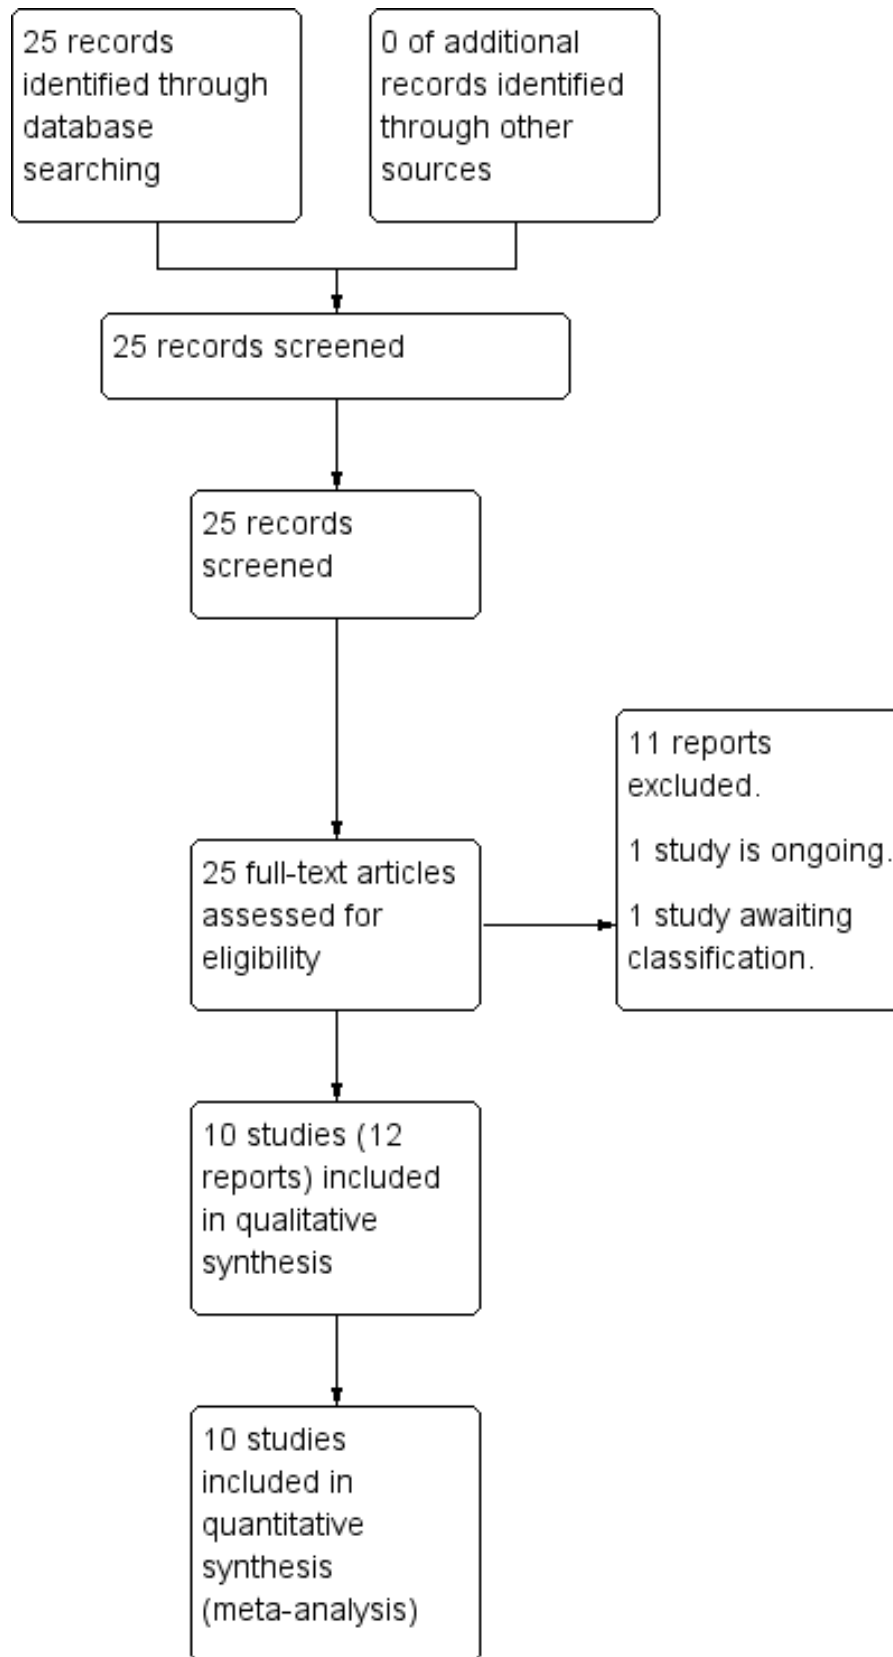 25 records
identified through
database
searching
0 of additional
records identified
through other
sources
25 records screened
25 records
screened
25 full-text articles
assessed for
eligibility
11 reports
excluded.
1 study is ongoing.
1 study awaiting
classification.
10 studies (12
reports) included
in qualitative
synthesis
10 studies
included in
quantitative
synthesis
(meta-analysis)